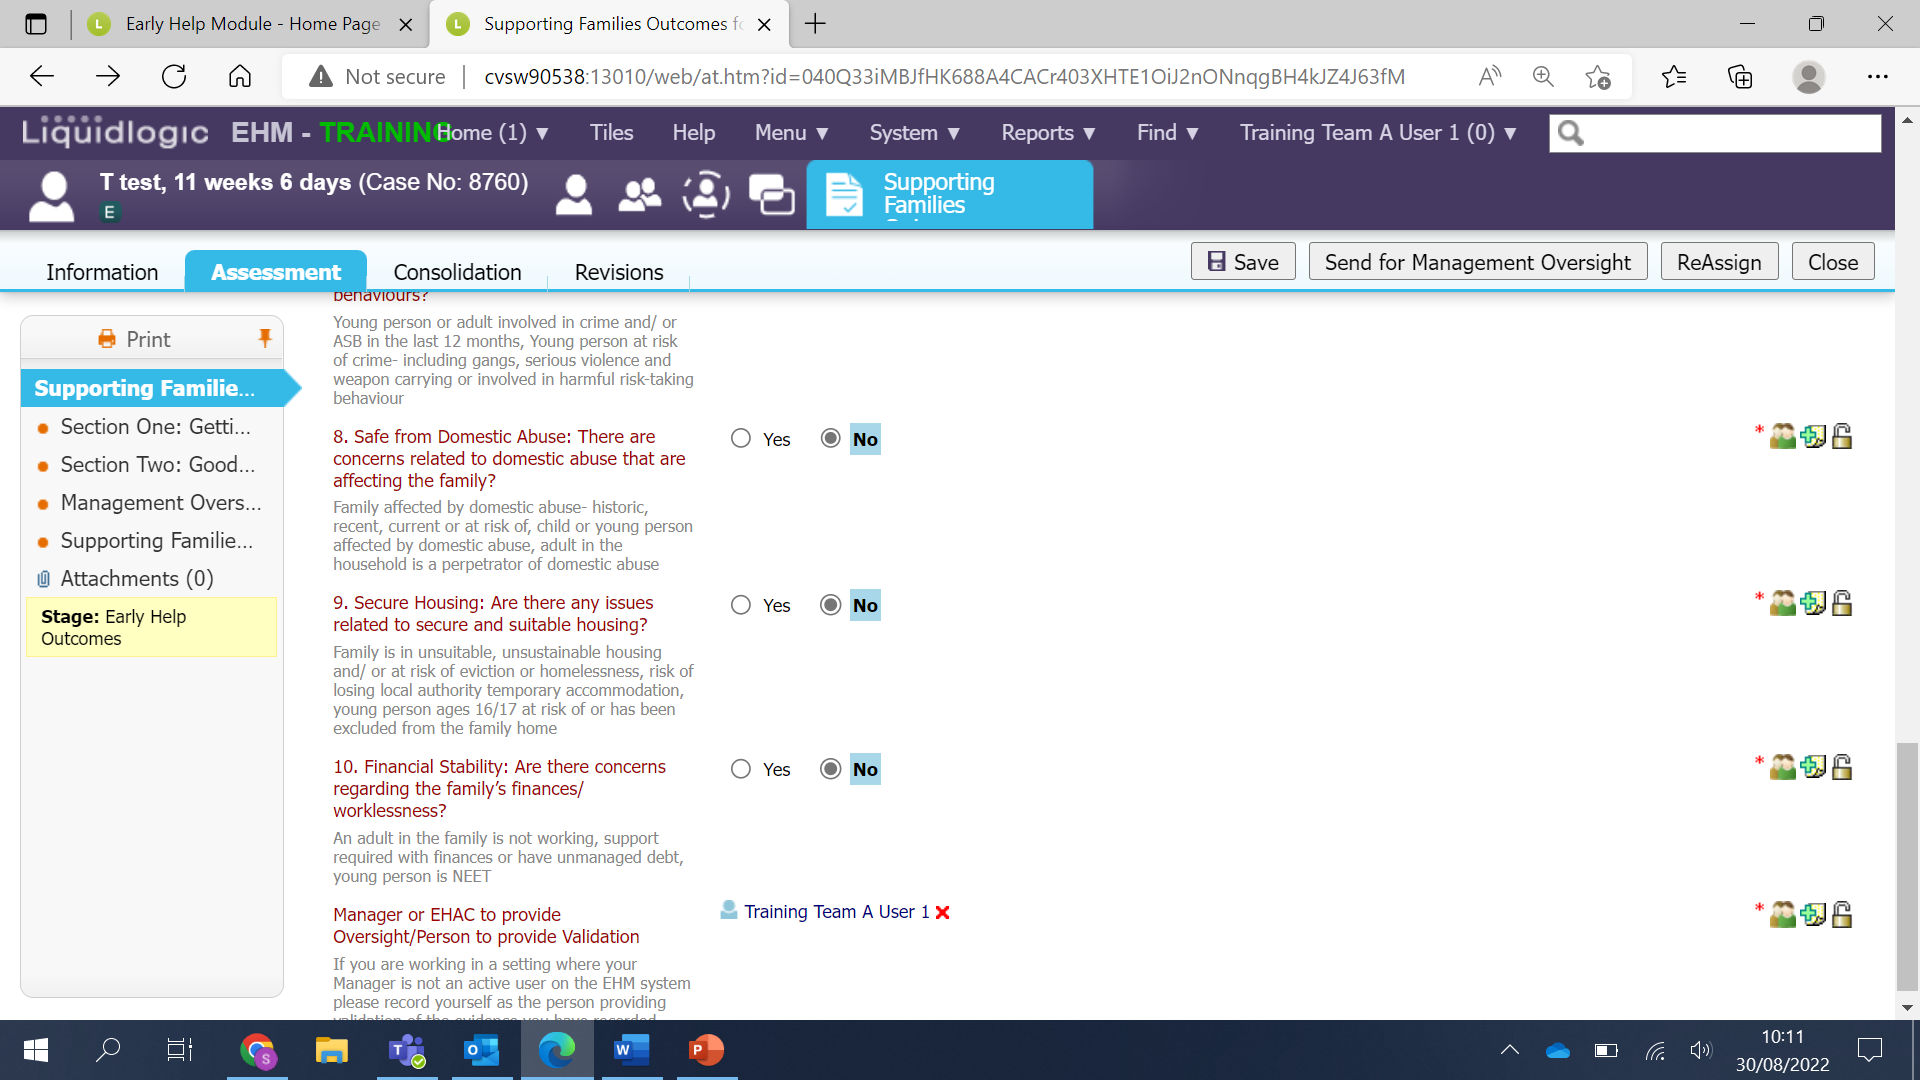 Early Help Module - Home Page
Supporting Families Outcomes fo
Not secure
cvsw90538:13010/web/at.htm?id=040Q33iMBJfHK688A4CACr403XHTE1OiJ2nONnqgBH4kJZ4J63fM
Liquidlogic EHM - TRAINING Home (1) ▼ Tiles Help Menu ▼ System ▼ Reports ▼ Find ▼ Training Team A User 1 (0) ▼
T test, 11 weeks 6 days (Case No: 8760)
E
Supporting
Families
Information Assessment Consolidation Revisions
Save Send for Management Oversight ReAssign Close
Print
Supporting Familie...
Section One: Getti...
Section Two: Good...
Management Overs...
Supporting Familie...
Attachments (0)
Stage: Early Help
Outcomes
behaviours?
Young person or adult involved in crime and/ or
ASB in the last 12 months, Young person at risk
of crime- including gangs, serious violence and
weapon carrying or involved in harmful risk-taking
behaviour
8. Safe from Domestic Abuse: There are
concerns related to domestic abuse that are
affecting the family?
Yes No *
Family affected by domestic abuse- historic,
recent, current or at risk of, child or young person
affected by domestic abuse, adult in the
household is a perpetrator of domestic abuse
9. Secure Housing: Are there any issues
related to secure and suitable housing?
Yes No *
Family is in unsuitable, unsustainable housing
and/ or at risk of eviction or homelessness, risk of
losing local authority temporary accommodation,
young person ages 16/17 at risk of or has been
excluded from the family home
10. Financial Stability: Are there concerns
regarding the family's finances/
worklessness?
Yes No *
An adult in the family is not working, support
required with finances or have unmanaged debt,
young person is NEET
Manager or EHAC to provide
Oversight/Person to provide Validation
Training Team A User 1 *
If you are working in a setting where your
Manager is not an active user on the EHM system
please record yourself as the person providing
validation of the evidence you have recorded
10:11
30/08/2022